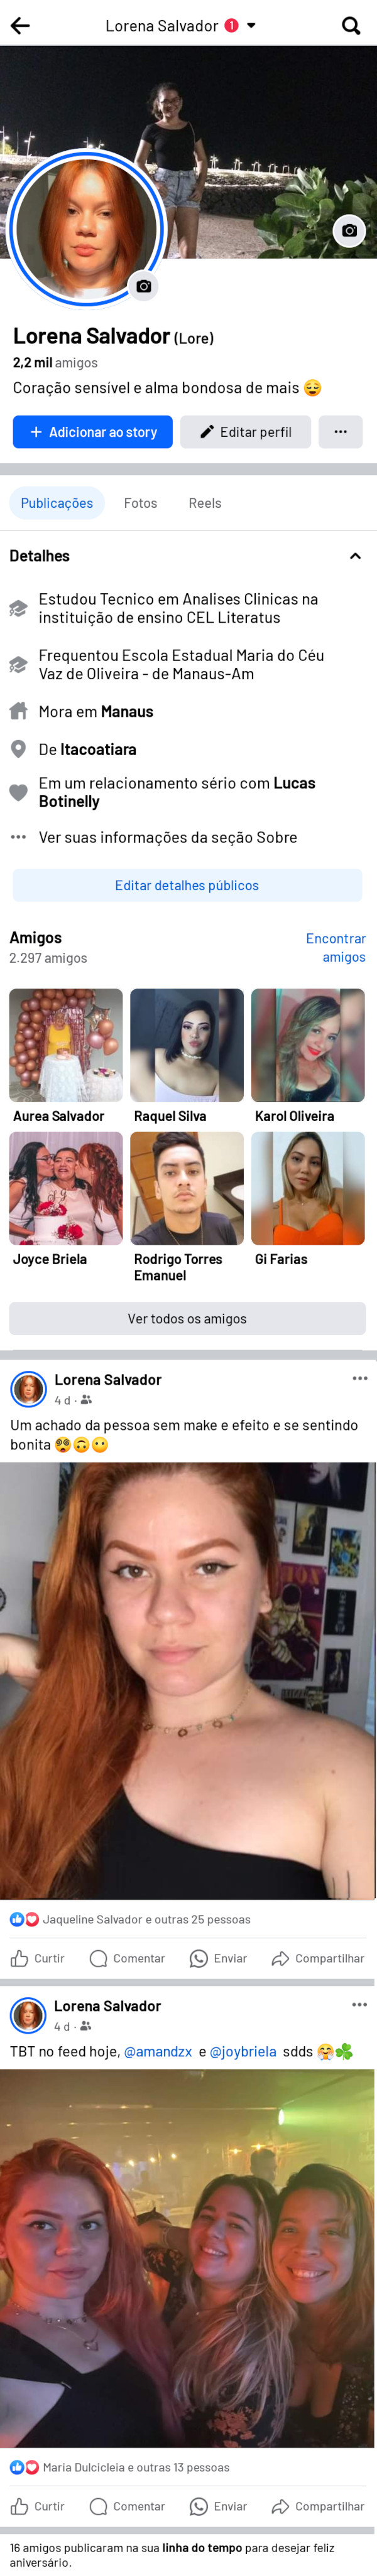 Lorena Salvador 1
Lorena Salvador (Lore)
2,2 mil amigos
Coração sensível e alma bondosa de mais 😌
Adicionar ao story
Editar perfil
Publicações
Fotos
Reels
Detalhes
Estudou Tecnico em Analises Clinicas na
instituição de ensino CEL Literatus
Frequentou Escola Estadual Maria do Céu
Vaz de Oliveira - de Manaus-Am
Mora em Manaus
De Itacoatiara
Em um relacionamento sério com Lucas
Botinelly
Ver suas informações da seção Sobre
Editar detalhes públicos
Amigos
2.297 amigos
Encontrar
amigos
Aurea Salvador
Raquel Silva
Karol Oliveira
Joyce Briela
Rodrigo Torres
Emanuel
Gi Farias
Ver todos os amigos
Lorena Salvador
4 d ·
Um achado da pessoa sem make e efeito e se sentindo
bonita 😵‍💫🙃😶
Jaqueline Salvador e outras 25 pessoas
Curtir
Comentar
Enviar
Compartilhar
Lorena Salvador
4 d ·
TBT no feed hoje, @amandzx e @joybriela sdds 😤☘️
Maria Dulcicleia e outras 13 pessoas
Curtir
Comentar
Enviar
Compartilhar
16 amigos publicaram na sua linha do tempo para desejar feliz
aniversário.